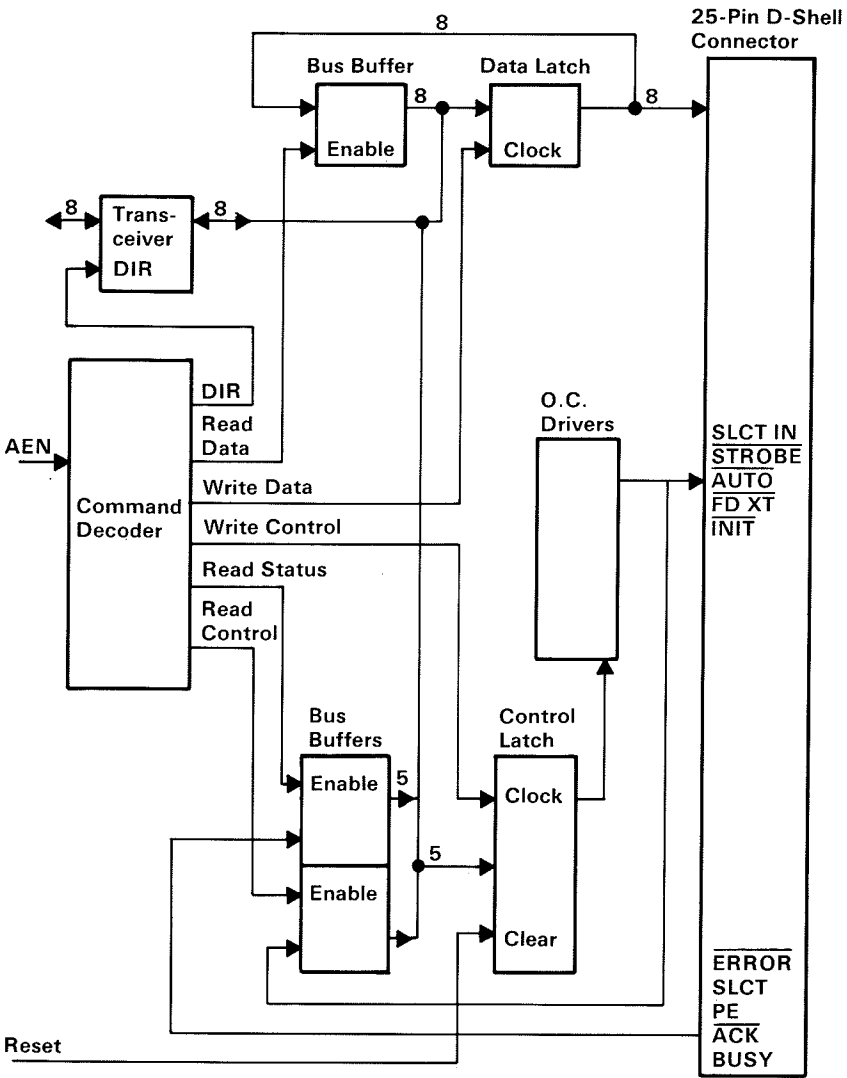 25-Pin D-Shell
Connector
8
Bus Buffer
Data Latch
8
8
Enable
Clock
8
Trans-
ceiver
8
DIR
DIR
Read
Data
AEN
Write Data
Command
Decoder
Write Control
Read Status
Read
Control
O.C.
Drivers
SLCT IN
STROBE
AUTO
FD XT
INIT
Bus
Buffers
Control
Latch
Enable
5
Clock
5
Enable
Clear
ERROR
SLCT
PE
ACK
BUSY
Reset